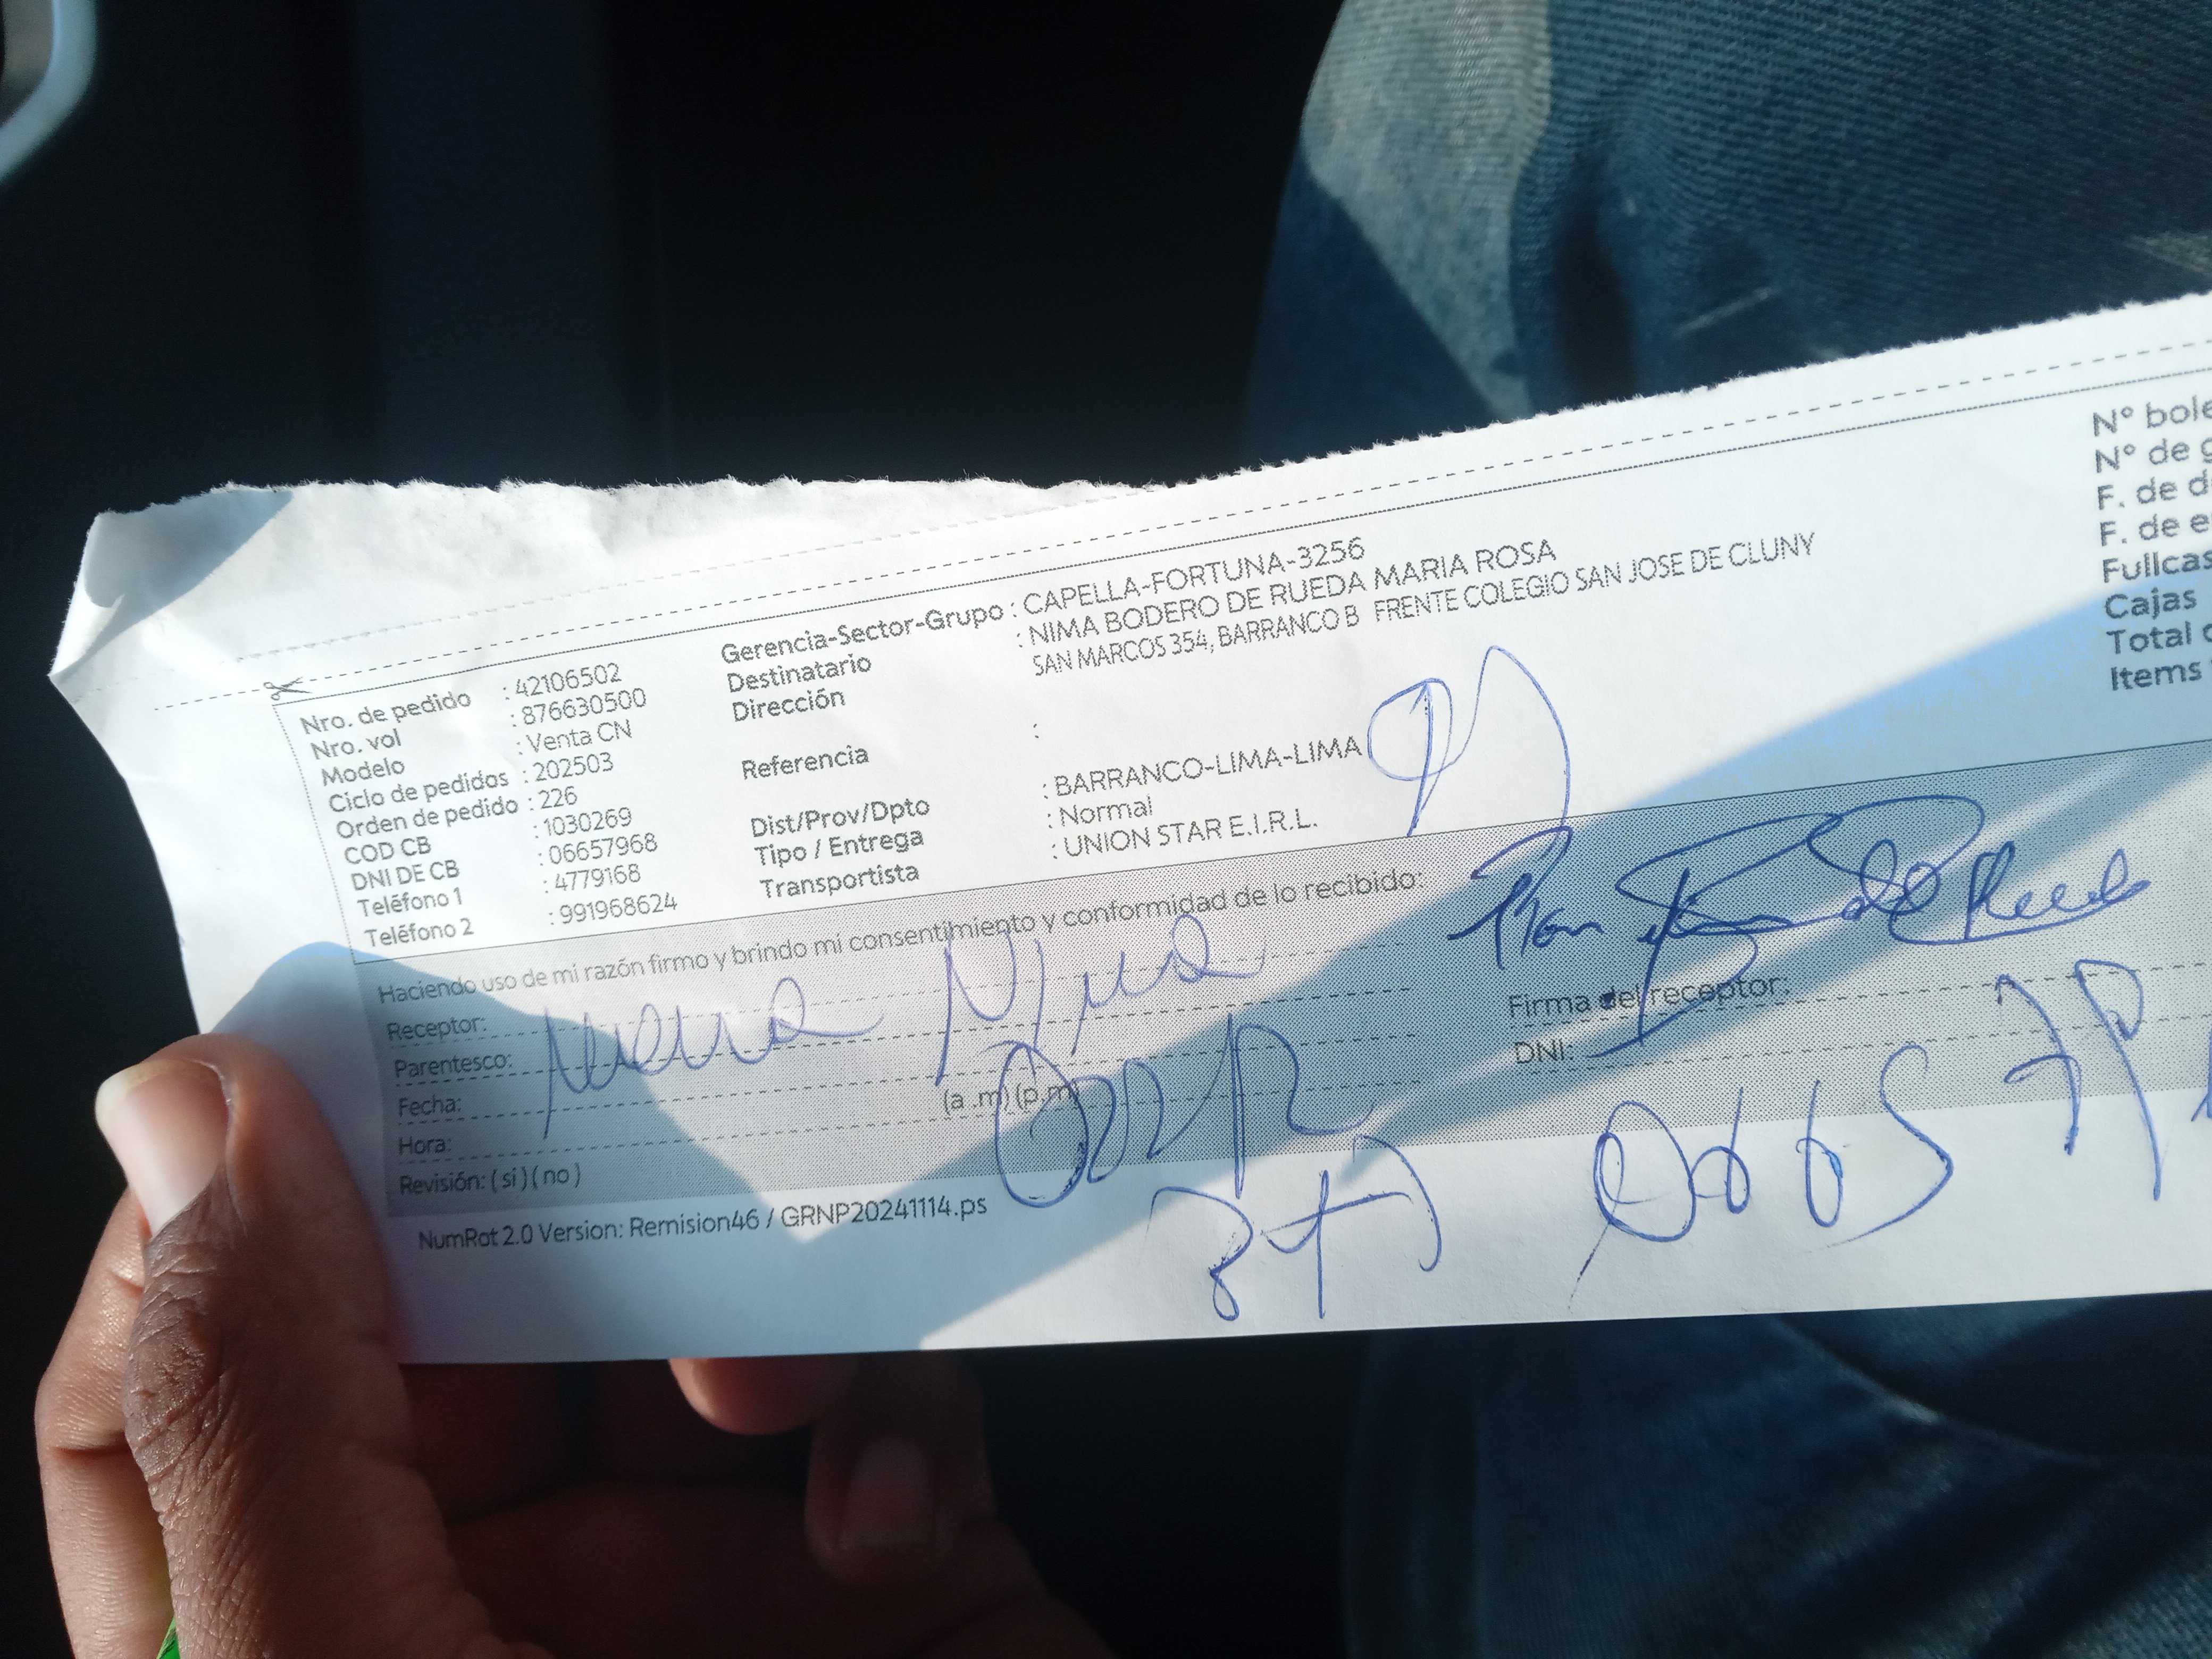 Nro. de pedido : 42106502
Nro. vol : 876630500
Modelo : Venta CN
Ciclo de pedidos : 202503
Orden de pedido : 226
COD CB : 1030269
DNI DE CB : 06657968
Teléfono 1 : 4779168
Teléfono 2 : 991968624
Gerencia-Sector-Grupo : CAPELLA-FORTUNA-3256
Destinatario : NIMA BODERO DE RUEDA MARIA ROSA
Dirección SAN MARCOS 354, BARRANCO B FRENTE COLEGIO SAN JOSE DE CLUNY
Referencia :
Dist/Prov/Dpto : BARRANCO-LIMA-LIMA
Tipo / Entrega : Normal
Transportista : UNION STAR E.I.R.L.
Nº bole
Nº de g
F. de d
F. de e
Fullcas
Cajas
Total
Items
Haciendo uso de mi razón firmo y brindo mi consentimiento y conformidad de lo recibido:
Receptor:
Parentesco:
Fecha:
Hora: (a .m) (p.m)
Revisión: ( si ) ( no )
Firma del receptor:
DNI:
NumRot 2.0 Version: Remision46 / GRNP20241114.ps